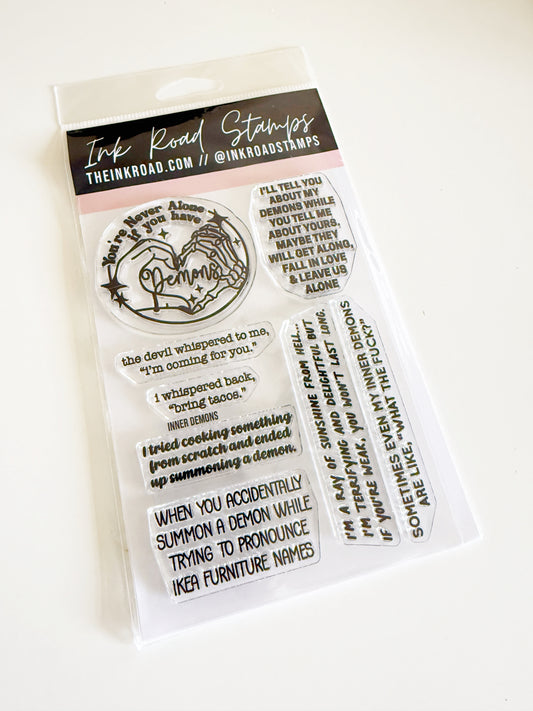 Ink Road Stamps
THEINKROAD.COM // @INKROADSTAMPS
You're Never Alone
if you have
Demons
I'LL TELL YOU
ABOUT MY
DEMONS WHILE
YOU TELL ME
ABOUT YOURS,
MAYBE THEY
WILL GET ALONG,
FALL IN LOVE
& LEAVE US
ALONE
the devil whispered to me,
"i'm coming for you."
i whispered back,
"bring tacos."
INNER DEMONS
I tried cooking something
from scratch and ended
up summoning a demon.
WHEN YOU ACCIDENTALLY
SUMMON A DEMON WHILE
TRYING TO PRONOUNCE
IKEA FURNITURE NAMES
I'M A RAY OF SUNSHINE FROM HELL...
I'M TERRIFYING AND DELIGHTFUL BUT
IF YOU'RE WEAK, YOU WON'T LAST LONG.
SOMETIMES EVEN MY INNER DEMONS
ARE LIKE, "WHAT THE FUCK?"